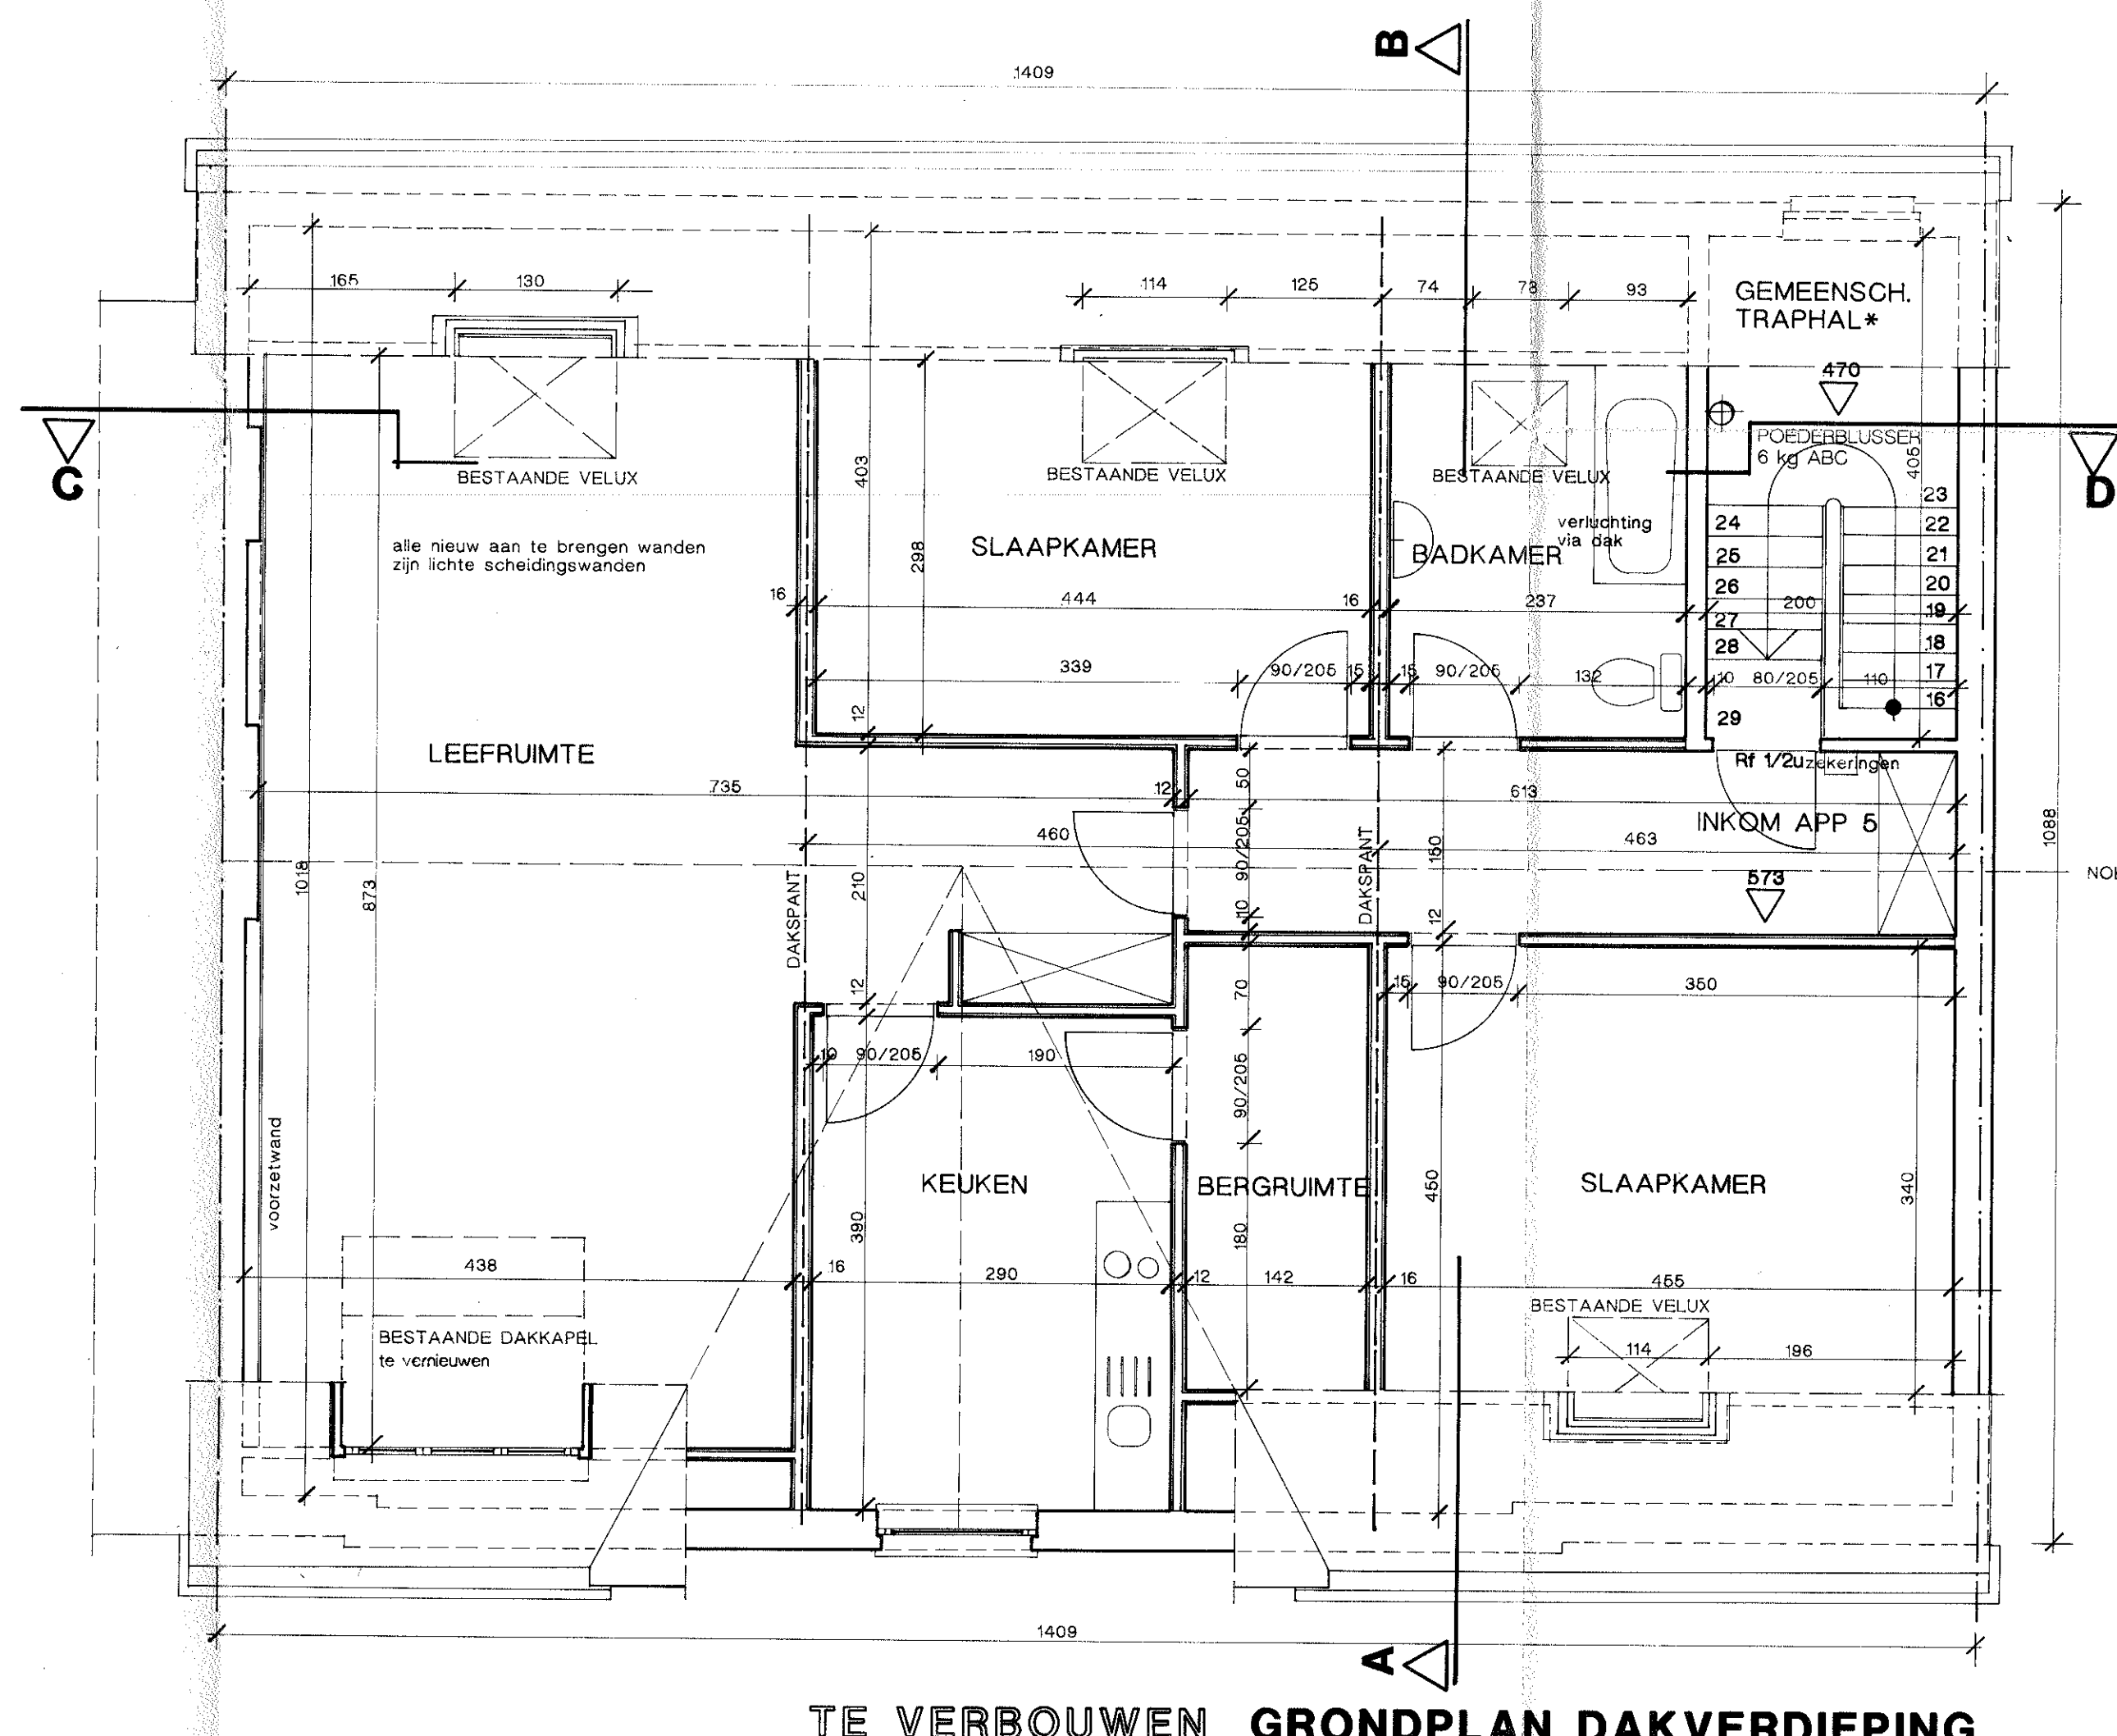 B
1409
165
130
114
125
74
78
93
GEMEENSCH.
TRAPHAL*
470
POEDERBLUSSER
6 kg ABC
C
D
BESTAANDE VELUX
BESTAANDE VELUX
BESTAANDE VELUX
403
405
298
alle nieuw aan te brengen wanden
zijn lichte scheidingswanden
SLAAPKAMER
BADKAMER
verluchting
via dak
23
24
22
25
21
26
20
27
19
28
18
17
16
29
16
444
16
237
200
339
90/205
15
15
90/205
132
10
80/205
110
12
LEEFRUIMTE
Rf 1/2u
zekeringen
735
12
50
613
INKOM APP 5
460
90/205
150
463
1088
1018
873
DAKSPANT
210
DAKSPANT
10
12
573
12
70
15
90/205
350
10
90/205
190
90/205
voorzetwand
KEUKEN
BERGRUIMTE
SLAAPKAMER
390
180
450
340
438
16
290
12
142
16
455
BESTAANDE VELUX
BESTAANDE DAKKAPEL
te vernieuwen
114
196
1409
A
TE VERBOUWEN GRONDPLAN DAKVERDIEPING